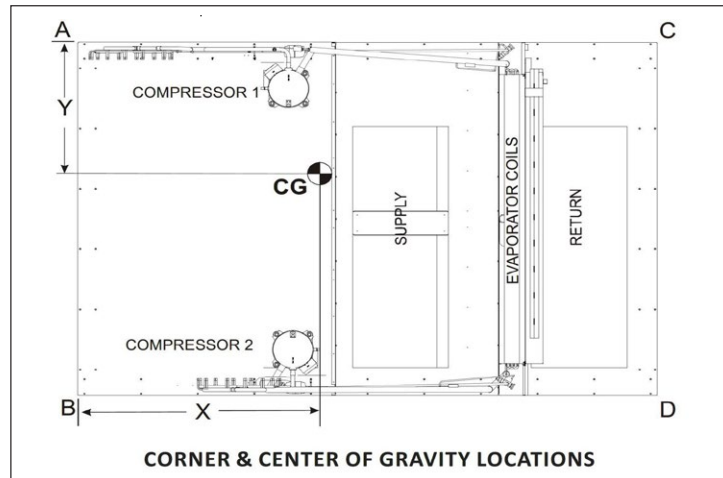 A
C
Y
COMPRESSOR 1
CG
SUPPLY
EVAPORATOR COILS
RETURN
COMPRESSOR 2
B
X
D
CORNER & CENTER OF GRAVITY LOCATIONS